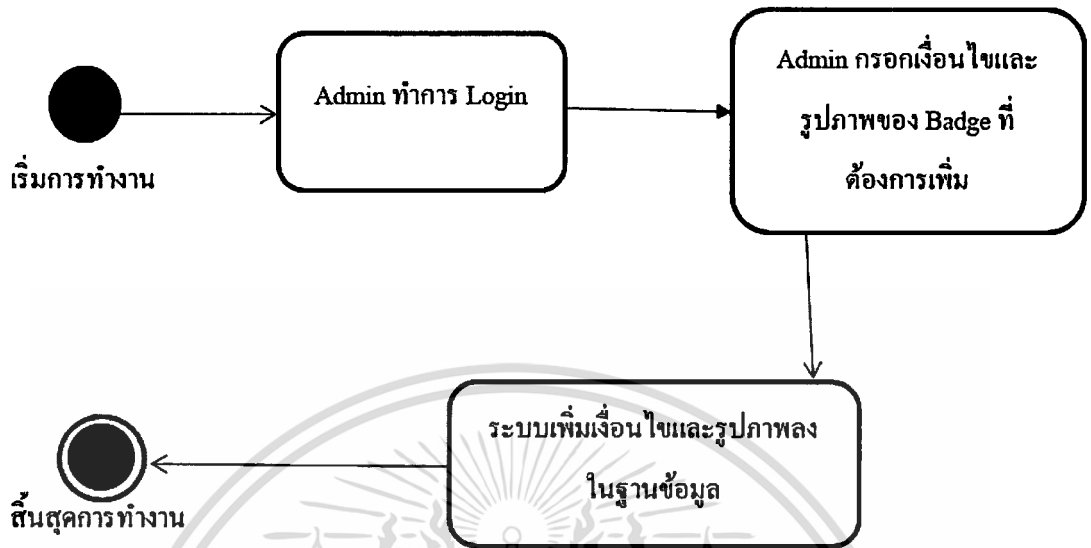 เริ่มการทำงาน
Admin ทำการ Login
Admin กรอกเงื่อนไขและ
รูปภาพของ Badge ที่
ต้องการเพิ่ม
ระบบเพิ่มเงื่อนไขและรูปภาพลง
ในฐานข้อมูล
สิ้นสุดการทำงาน